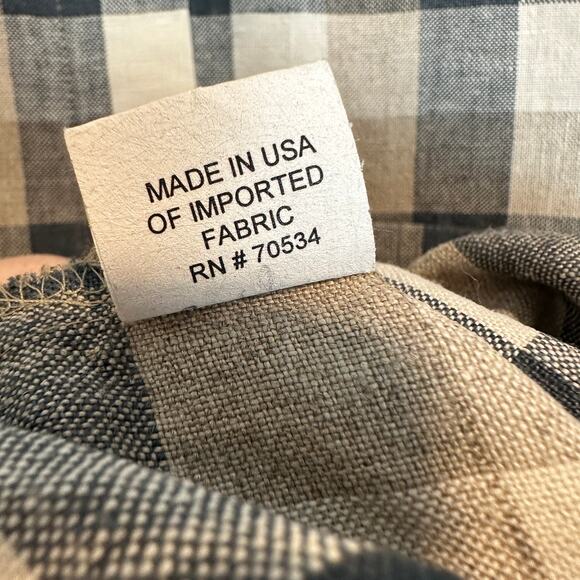 MADE IN USA
OF IMPORTED
FABRIC
RN # 70534